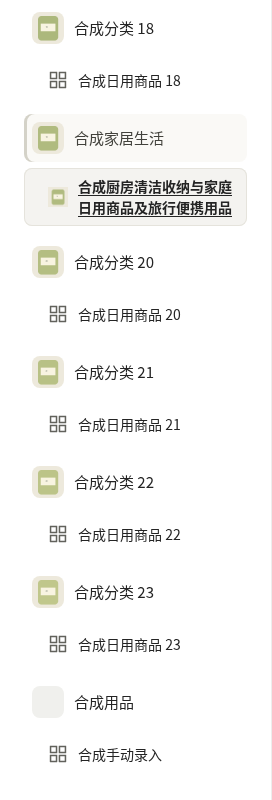 合成分类 18
合成日用商品 18
合成家居生活
合成厨房清洁收纳与家庭
日用商品及旅行便携用品
合成分类 20
合成日用商品 20
合成分类 21
合成日用商品 21
合成分类 22
合成日用商品 22
合成分类 23
合成日用商品 23
合成用品
合成手动录入